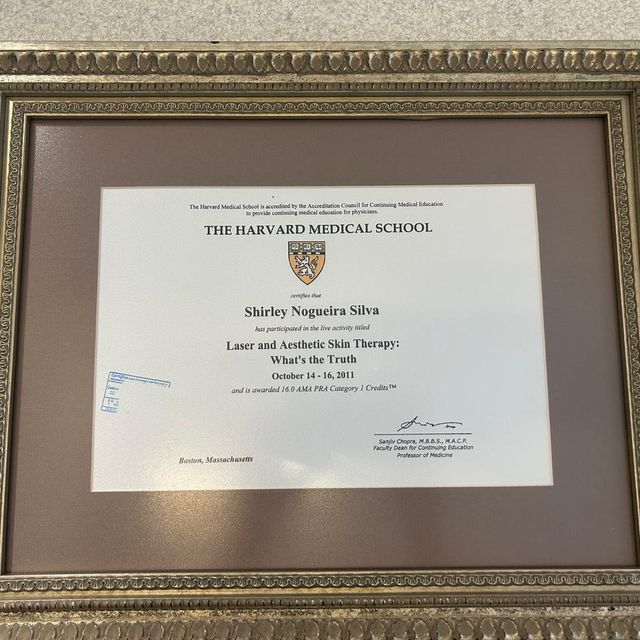 The Harvard Medical School is accredited by the Accreditation Council for Continuing Medical Education
to provide continuing medical education for physicians.
THE HARVARD MEDICAL SCHOOL
certifies that
Shirley Nogueira Silva
has participated in the live activity titled
Laser and Aesthetic Skin Therapy:
What's the Truth
October 14 - 16, 2011
and is awarded 16.0 AMA PRA Category 1 Credits™
Sanjiv Chopra, M.B.B.S., M.A.C.P.
Faculty Dean for Continuing Education
Professor of Medicine
Boston, Massachusetts